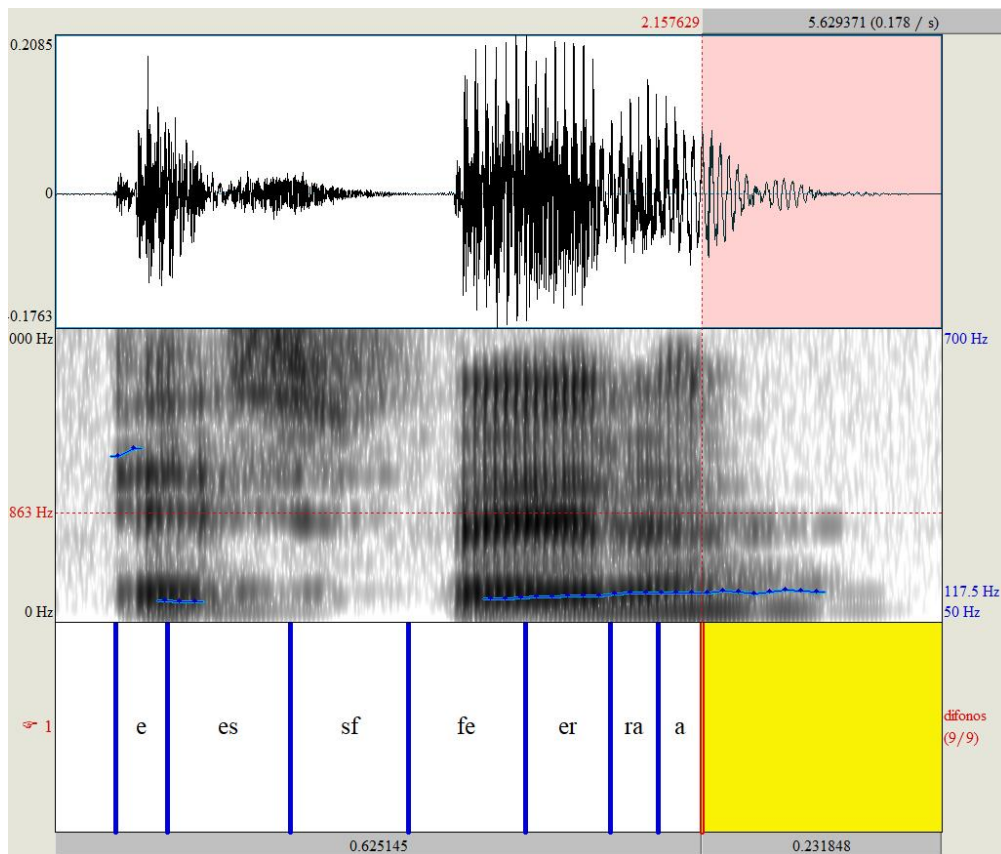 2.157629 5.629371 (0.178 / s)
0.2085
0
-0.1763
000 Hz 700 Hz
863 Hz
0 Hz 117.5 Hz
50 Hz
1 e es sf fe er ra a difonos
(9/9)
0.625145 0.231848